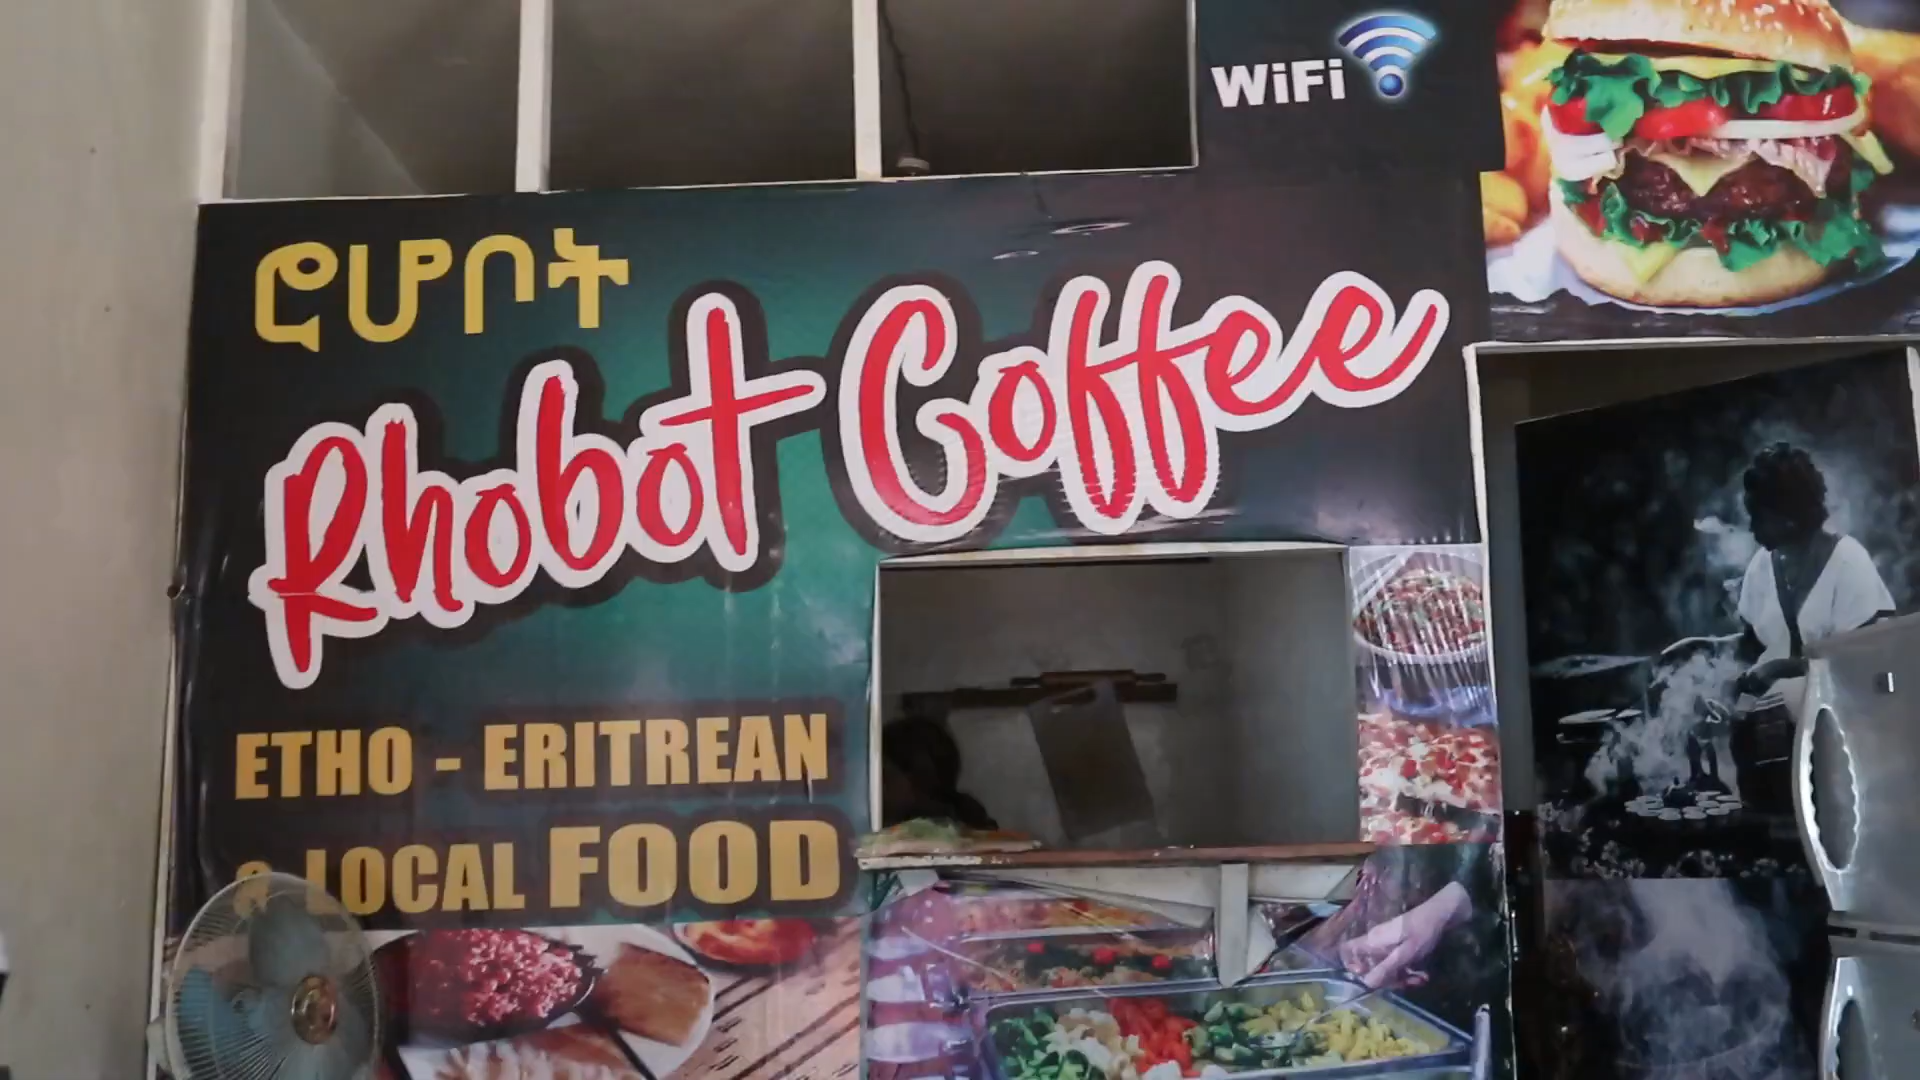 WiFi
ሮሆቦት
Rhobot Coffee
ETHO - ERITREAN
& LOCAL FOOD